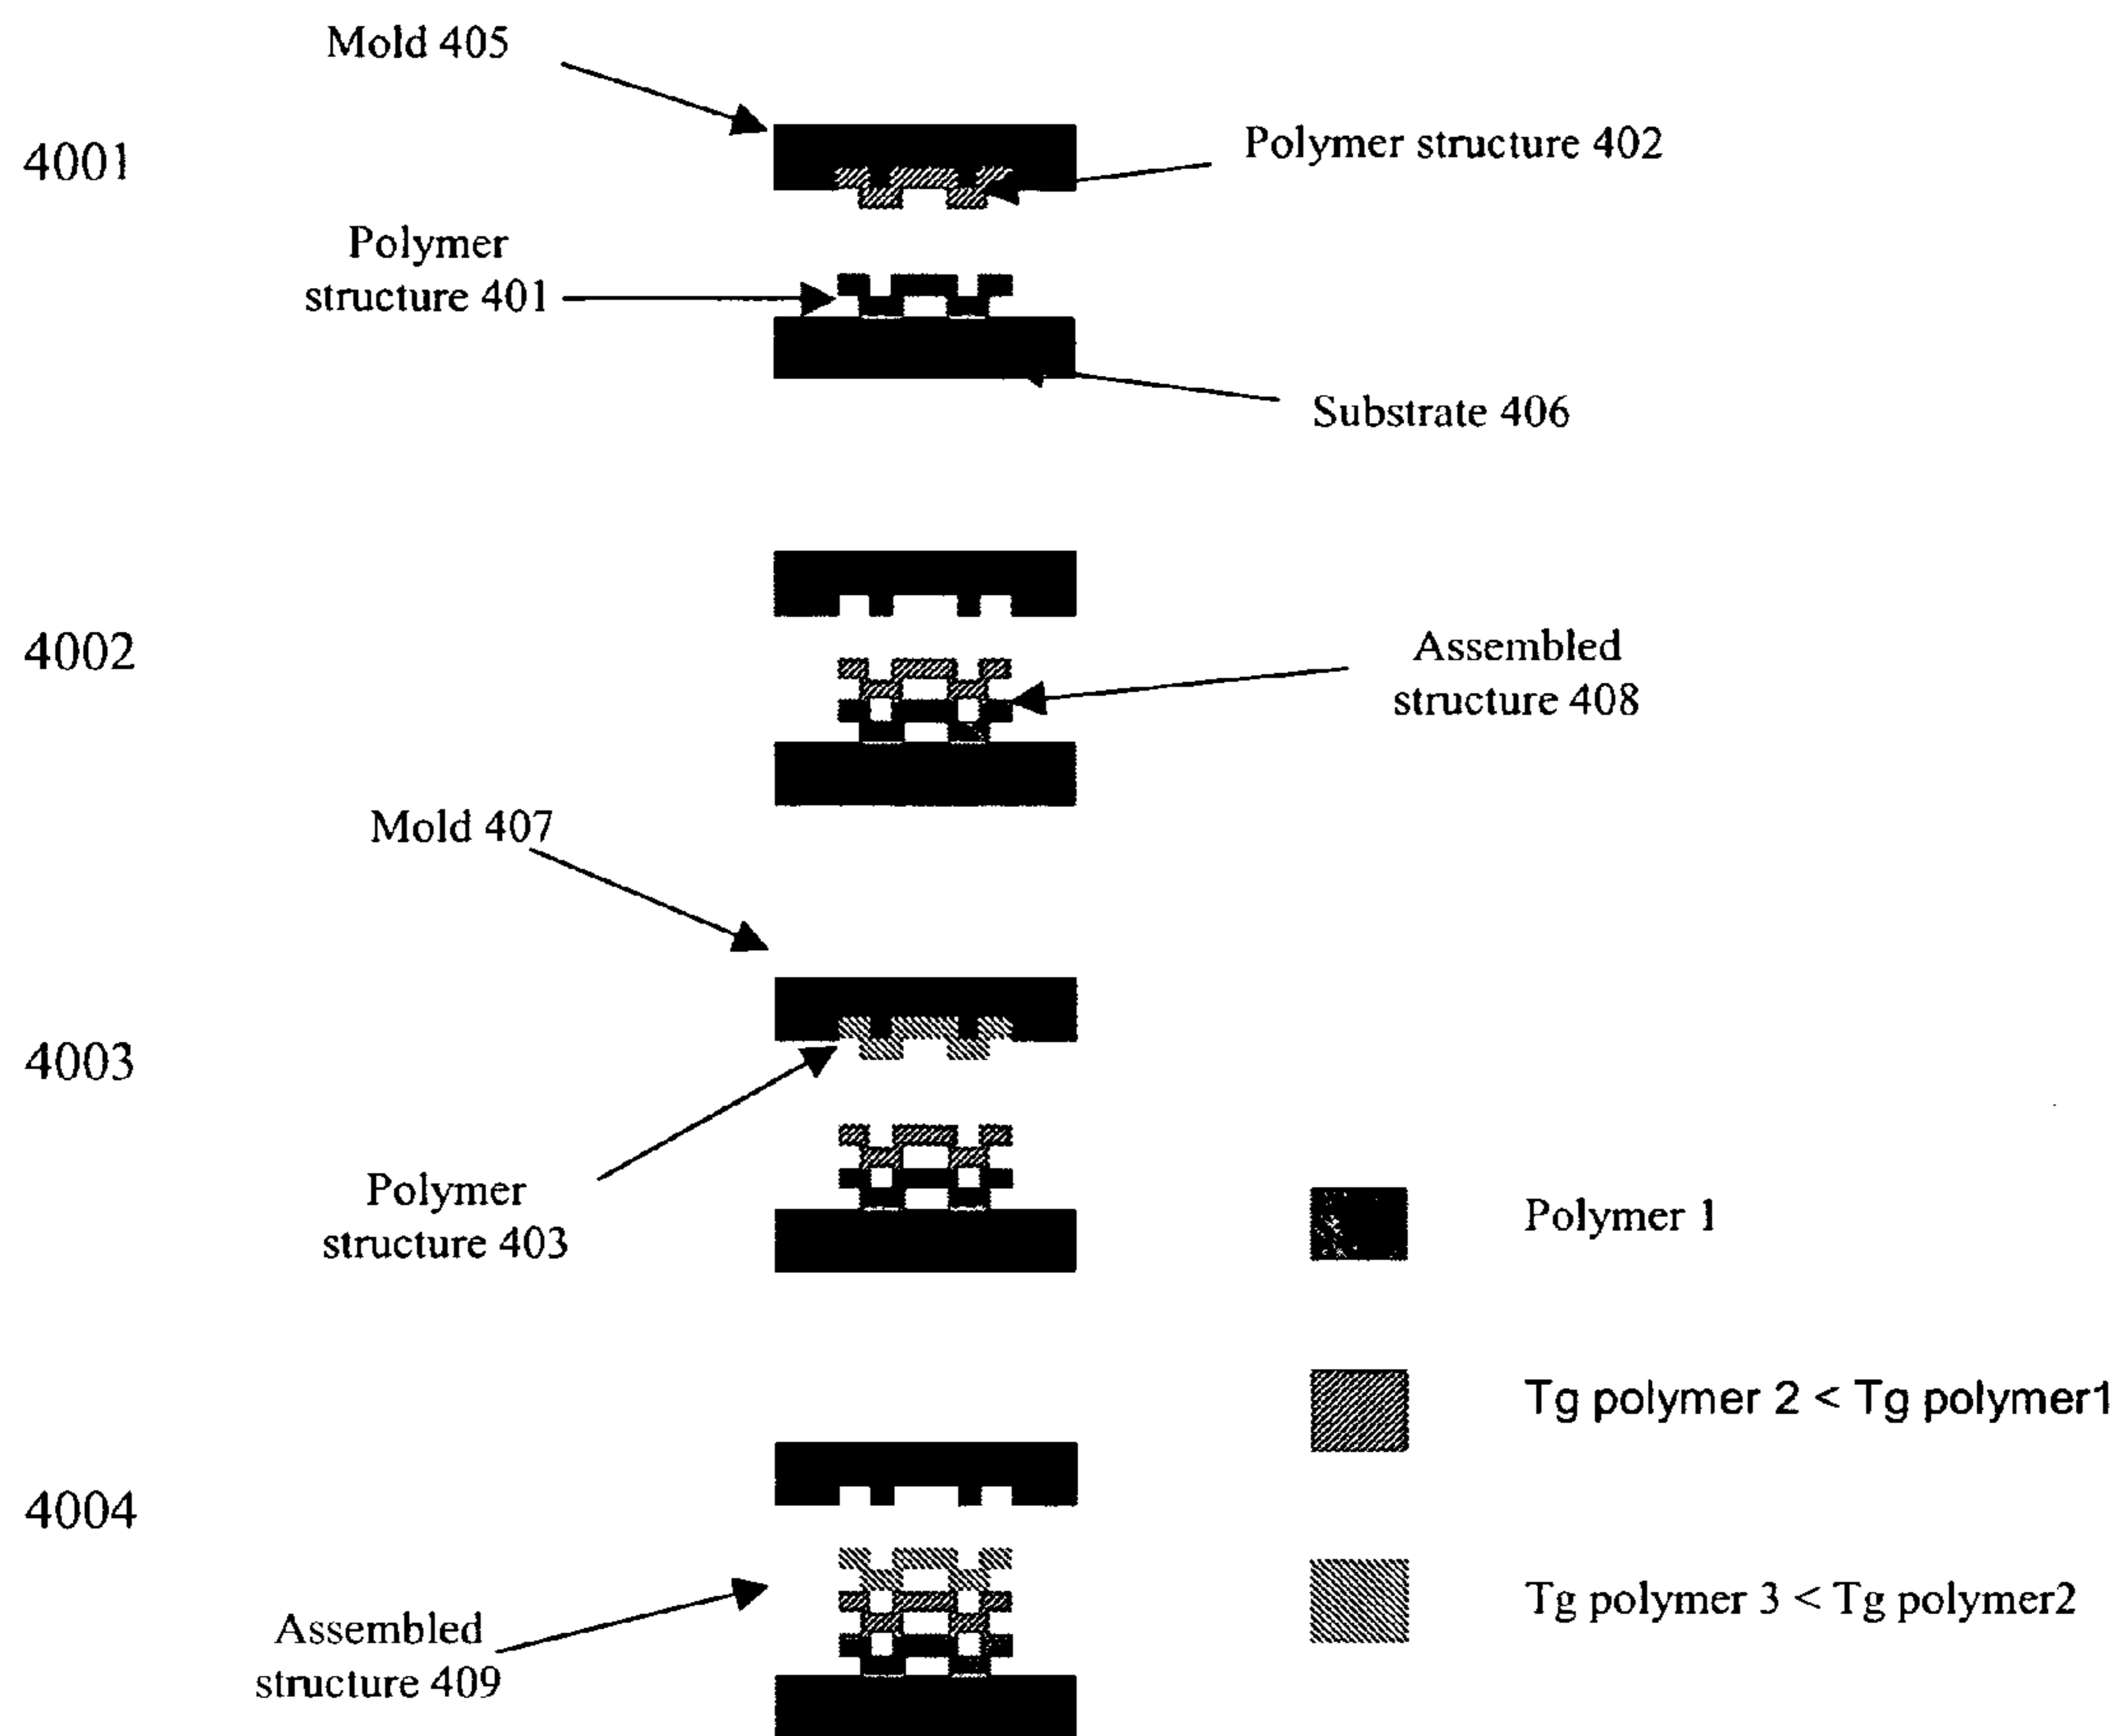 Mold 405
4001
Polymer structure 402
Polymer
structure 401
Substrate 406
4002
Assembled
structure 408
Mold 407
4003
Polymer
structure 403
Polymer 1
Tg polymer 2 < Tg polymer1
4004
Tg polymer 3 < Tg polymer2
Assembled
structure 409